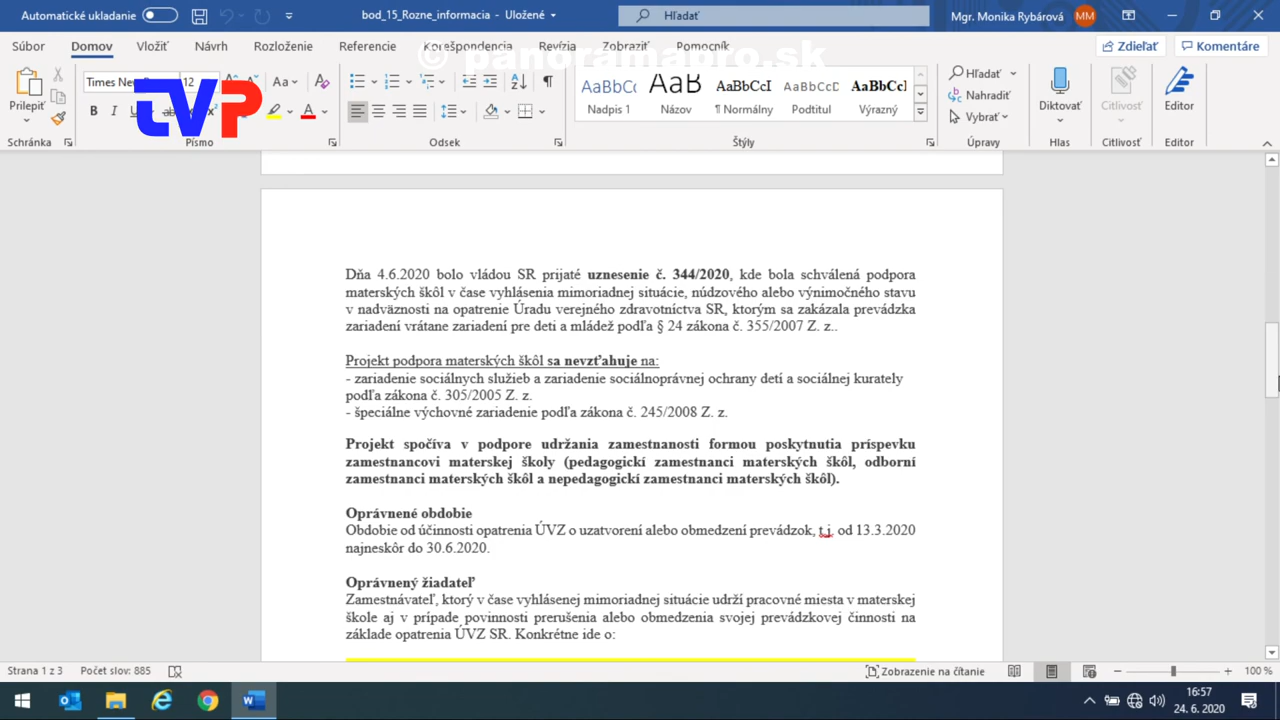 Automatické ukladanie
bod_15_Rozne_informacia - Uložené
Hľadať
Mgr. Monika Rybárová
MM
Súbor Domov Vložiť Návrh Rozloženie Referencie Korešpondencia Revízia Zobraziť Pomocník
Zdieľať Komentáre
© panoramapro.sk
Times New
12
Aa
tVP
Prilepiť
AaBbCc AaB AaBbCcI AaBbCcD AaBbCcI
Nadpis 1 Názov ¶ Normálny Podtitul Výrazný
Hľadať
Nahradiť
Vybrať
Diktovať
Citlivosť
Editor
Schránka Písmo Odsek Štýly Úpravy Hlas Citlivosť Editor
Dňa 4.6.2020 bolo vládou SR prijaté uznesenie č. 344/2020, kde bola schválená podpora
materských škôl v čase vyhlásenia mimoriadnej situácie, núdzového alebo výnimočného stavu
v nadväznosti na opatrenie Úradu verejného zdravotníctva SR, ktorým sa zakázala prevádzka
zariadení vrátane zariadení pre deti a mládež podľa § 24 zákona č. 355/2007 Z. z..
Projekt podpora materských škôl sa nevzťahuje na:
- zariadenie sociálnych služieb a zariadenie sociálnoprávnej ochrany detí a sociálnej kurately
podľa zákona č. 305/2005 Z. z.
- špeciálne výchovné zariadenie podľa zákona č. 245/2008 Z. z.
Projekt spočíva v podpore udržania zamestnanosti formou poskytnutia príspevku
zamestnancovi materskej školy (pedagogickí zamestnanci materských škôl, odborní
zamestnanci materských škôl a nepedagogickí zamestnanci materských škôl).
Oprávnené obdobie
Obdobie od účinnosti opatrenia ÚVZ o uzatvorení alebo obmedzení prevádzok, t.j. od 13.3.2020
najneskôr do 30.6.2020.
Oprávnený žiadateľ
Zamestnávateľ, ktorý v čase vyhlásenej mimoriadnej situácie udrží pracovné miesta v materskej
škole aj v prípade povinnosti prerušenia alebo obmedzenia svojej prevádzkovej činnosti na
základe opatrenia ÚVZ SR. Konkrétne ide o:
Strana 1 z 3 Počet slov: 885
Zobrazenie na čítanie
100 %
16:57
24. 6. 2020